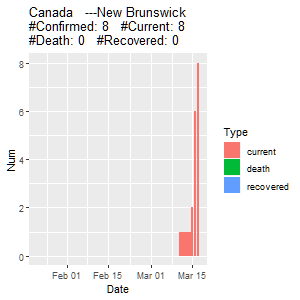 Canada   ---New Brunswick
#Confirmed: 8   #Current: 8
#Death: 0   #Recovered: 0
Num
8
6
4
2
0
Feb 01
Feb 15
Mar 01
Mar 15
Date
Type
current
death
recovered